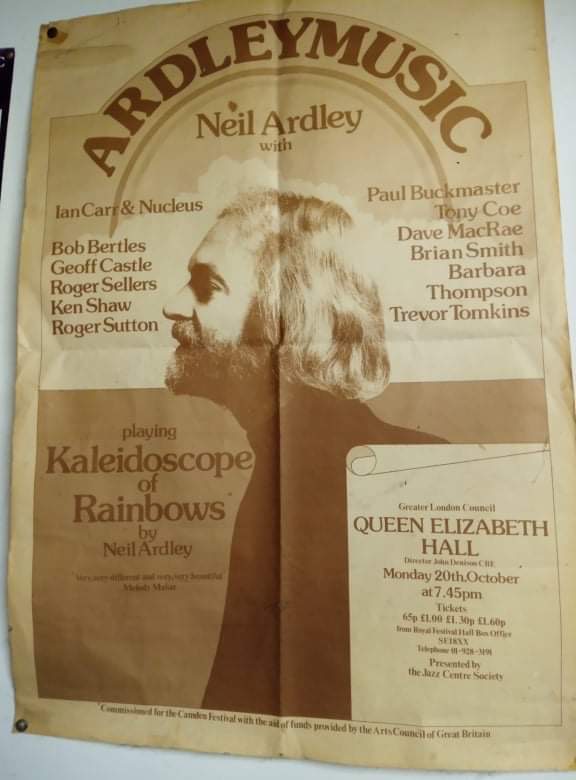 ARDLEYMUSIC
Neil Ardley
with
Ian Carr & Nucleus
Bob Bertles
Geoff Castle
Roger Sellers
Ken Shaw
Roger Sutton
Paul Buckmaster
Tony Coe
Dave MacRae
Brian Smith
Barbara
Thompson
Trevor Tomkins
playing
Kaleidoscope
of
Rainbows*
by
Neil Ardley
'Very, very different and very, very beautiful'
Melody Maker
Greater London Council
QUEEN ELIZABETH
HALL
Director John Denison CBE
Monday 20th, October
at 7.45pm
Tickets
65p £1.00 £1.30p £1.60p
from Royal Festival Hall Box Office
SE18XX
Telephone 01-928-3191
Presented by
the Jazz Centre Society
*Commissioned for the Camden Festival with the aid of funds provided by the Arts Council of Great Britain